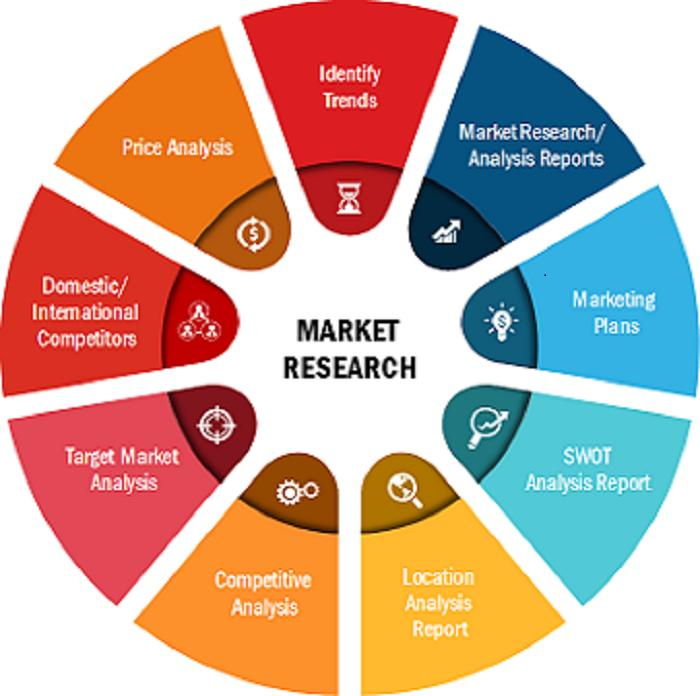 Identify
Trends
Market Research/
Analysis Reports
Marketing
Plans
SWOT
Analysis Report
Location
Analysis
Report
Competitive
Analysis
Target Market
Analysis
Domestic/
International
Competitors
Price Analysis
$
MARKET
RESEARCH
$